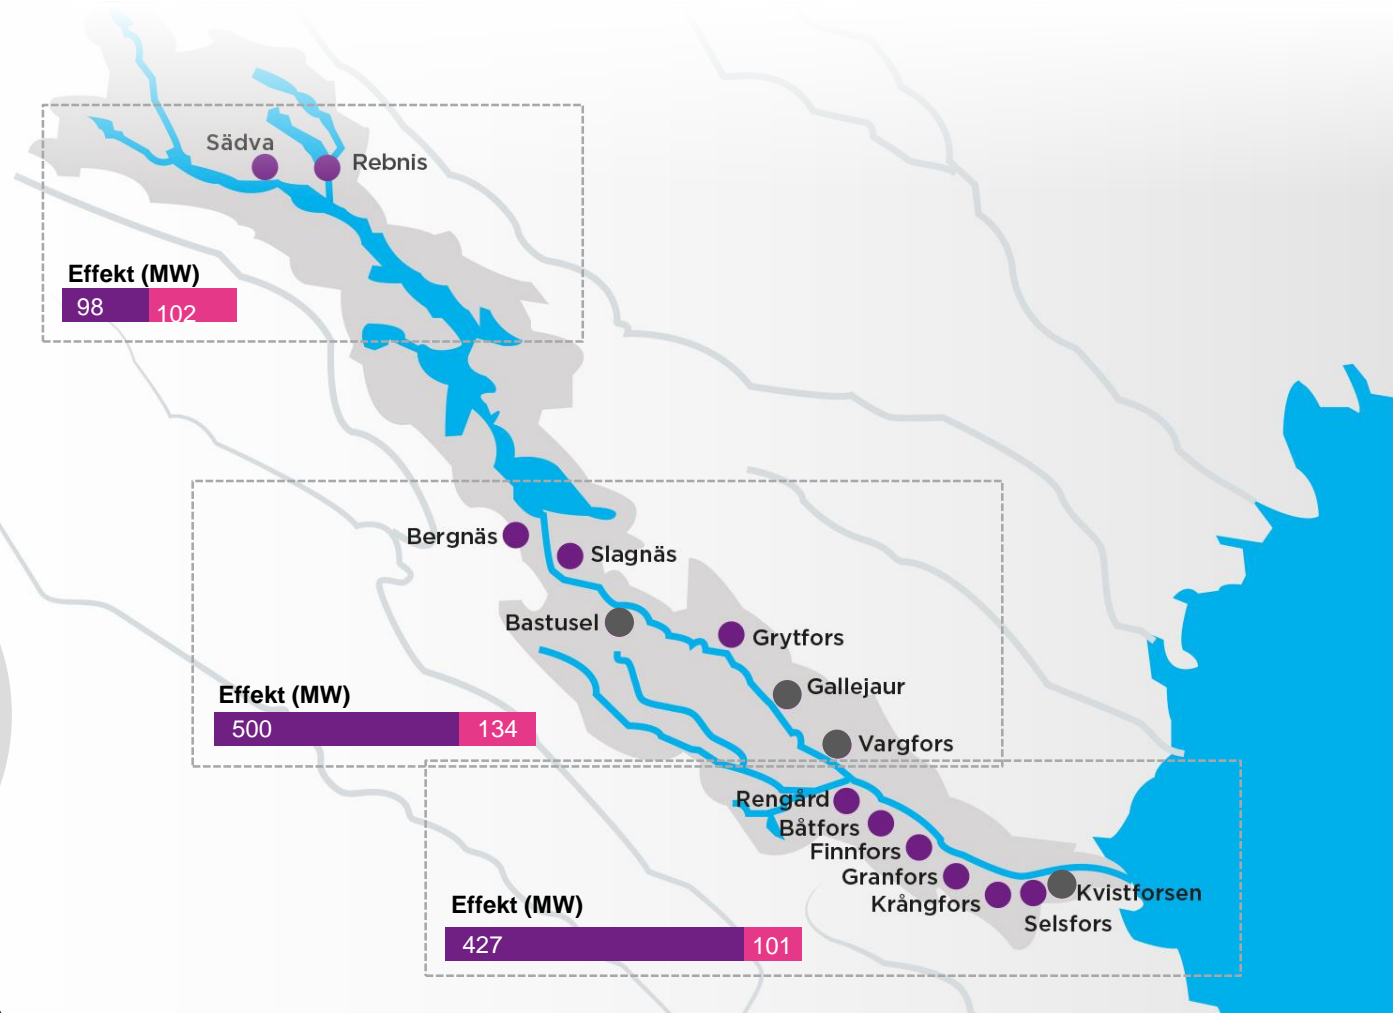 Sädva
Rebnis
Effekt (MW)
98 102
Bergnäs
Slagnäs
Bastusel
Grytfors
Gallejaur
Effekt (MW)
500 134
Vargfors
Rengård
Båtfors
Finnfors
Granfors
Krångfors
Kvistforsen
Selsfors
Effekt (MW)
427 101